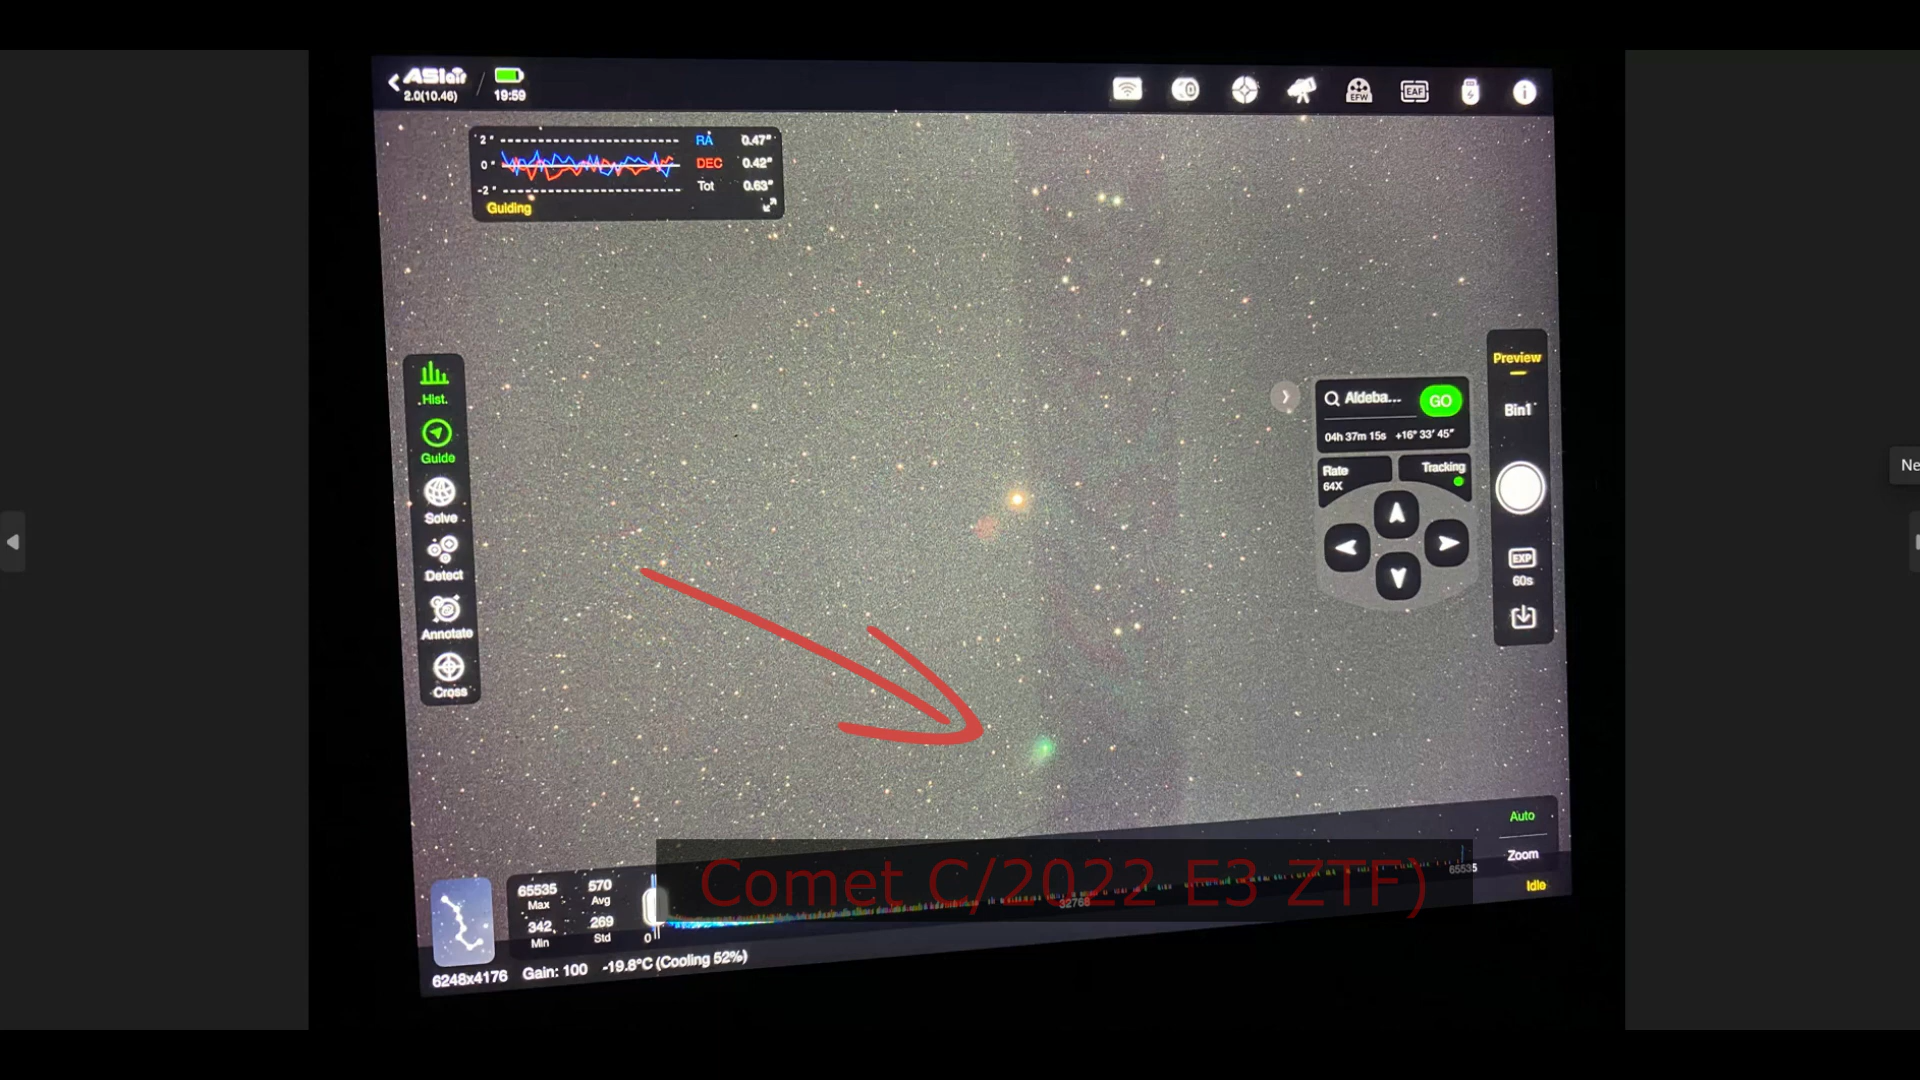 ASIair
2.0(10.46)
19:59
EFW
EAF
2"
0"
-2"
RA 0.47"
DEC 0.42"
Tot 0.63"
Guiding
Hist.
Guide
Solve
Detect
Annotate
Cross
Aldeba...
GO
04h 37m 15s +16° 33' 45"
Rate
64X
Tracking
Preview
Bin1
EXP
60s
Auto
Zoom
Idle
Comet C/2022 E3 ZTF)
65535
Max
570
Avg
342
Min
269
Std
0
32768
65535
6248x4176 Gain: 100 -19.8°C (Cooling 52%)
Ne